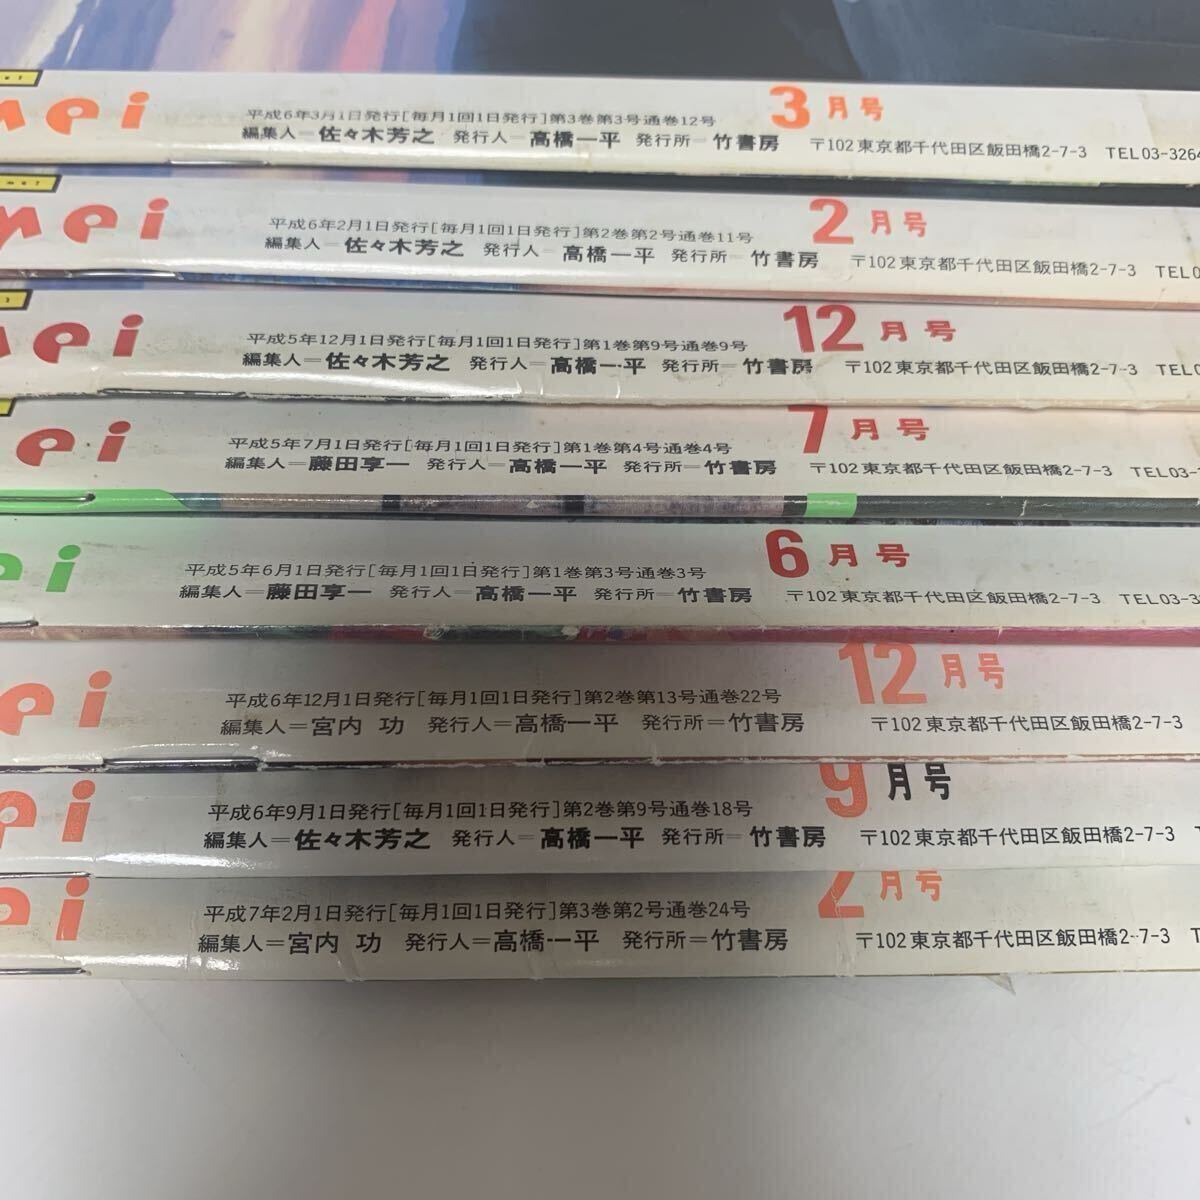 mei
3月号
平成6年3月1日発行[毎月1回1日発行]第3巻第3号通巻12号
編集人=佐々木芳之 発行人=高橋一平 発行所=竹書房 〒102東京都千代田区飯田橋2-7-3 TEL03-3264
mei
2月号
平成6年2月1日発行[毎月1回1日発行]第2巻第2号通巻11号
編集人=佐々木芳之 発行人=高橋一平 発行所=竹書房 〒102東京都千代田区飯田橋2-7-3 TEL0
mei
12月号
平成5年12月1日発行[毎月1回1日発行]第1巻第9号通巻9号
編集人=佐々木芳之 発行人=高橋一平 発行所=竹書房 〒102東京都千代田区飯田橋2-7-3 TEL0
ei
7月号
平成5年7月1日発行[毎月1回1日発行]第1巻第4号通巻4号
編集人=藤田享一 発行人=高橋一平 発行所=竹書房 〒102東京都千代田区飯田橋2-7-3 TEL03-
ei
6月号
平成5年6月1日発行[毎月1回1日発行]第1巻第3号通巻3号
編集人=藤田享一 発行人=高橋一平 発行所=竹書房 〒102東京都千代田区飯田橋2-7-3 TEL03-3
ei
12月号
平成6年12月1日発行[毎月1回1日発行]第2巻第13号通巻22号
編集人=宮内 功 発行人=高橋一平 発行所=竹書房 〒102東京都千代田区飯田橋2-7-3
ei
9月号
平成6年9月1日発行[毎月1回1日発行]第2巻第9号通巻18号
編集人=佐々木芳之 発行人=高橋一平 発行所=竹書房 〒102東京都千代田区飯田橋2-7-3 TE
ei
2月号
平成7年2月1日発行[毎月1回1日発行]第3巻第2号通巻24号
編集人=宮内 功 発行人=高橋一平 発行所=竹書房 〒102東京都千代田区飯田橋2-7-3 T